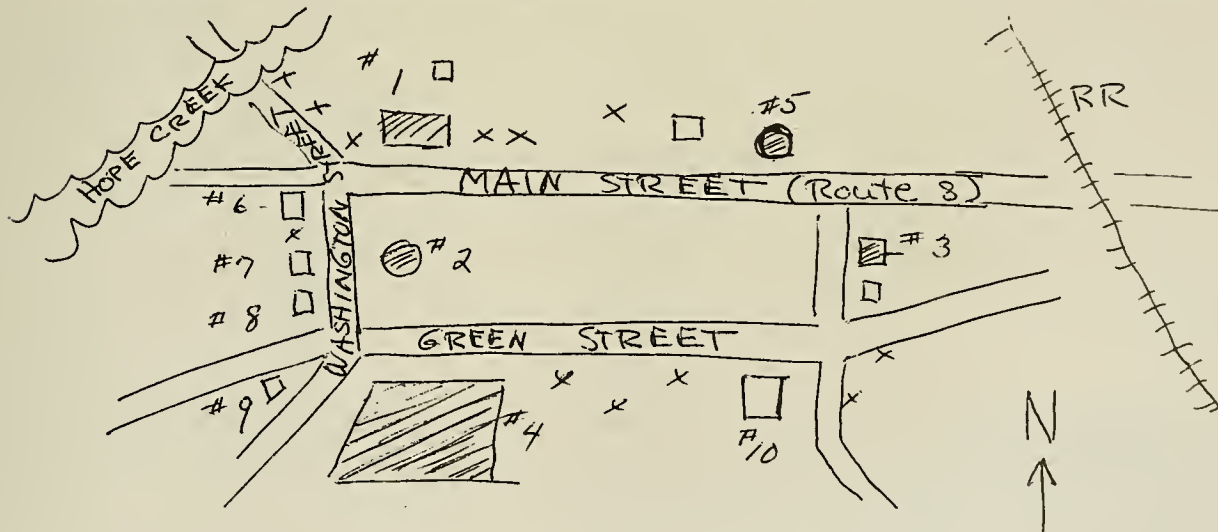 HOPE CREEK
# 1
#5
RR
MAIN STREET (Route 8)
WASHINGTON STREET
#6
#7
#2
#3
#8
GREEN STREET
#9
#4
#10
N